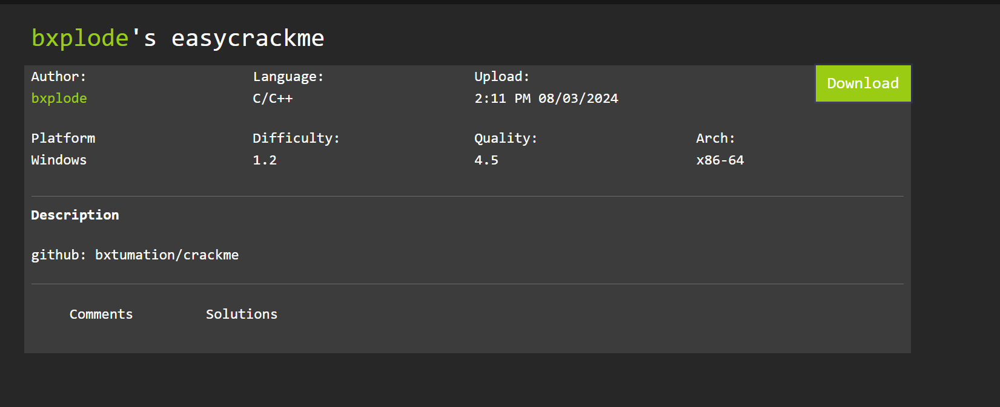 bxplode's easycrackme
Author: Language: Upload: Download
bxplode C/C++ 2:11 PM 08/03/2024
Platform Difficulty: Quality: Arch:
Windows 1.2 4.5 x86-64
Description
github: bxtumation/crackme
Comments Solutions